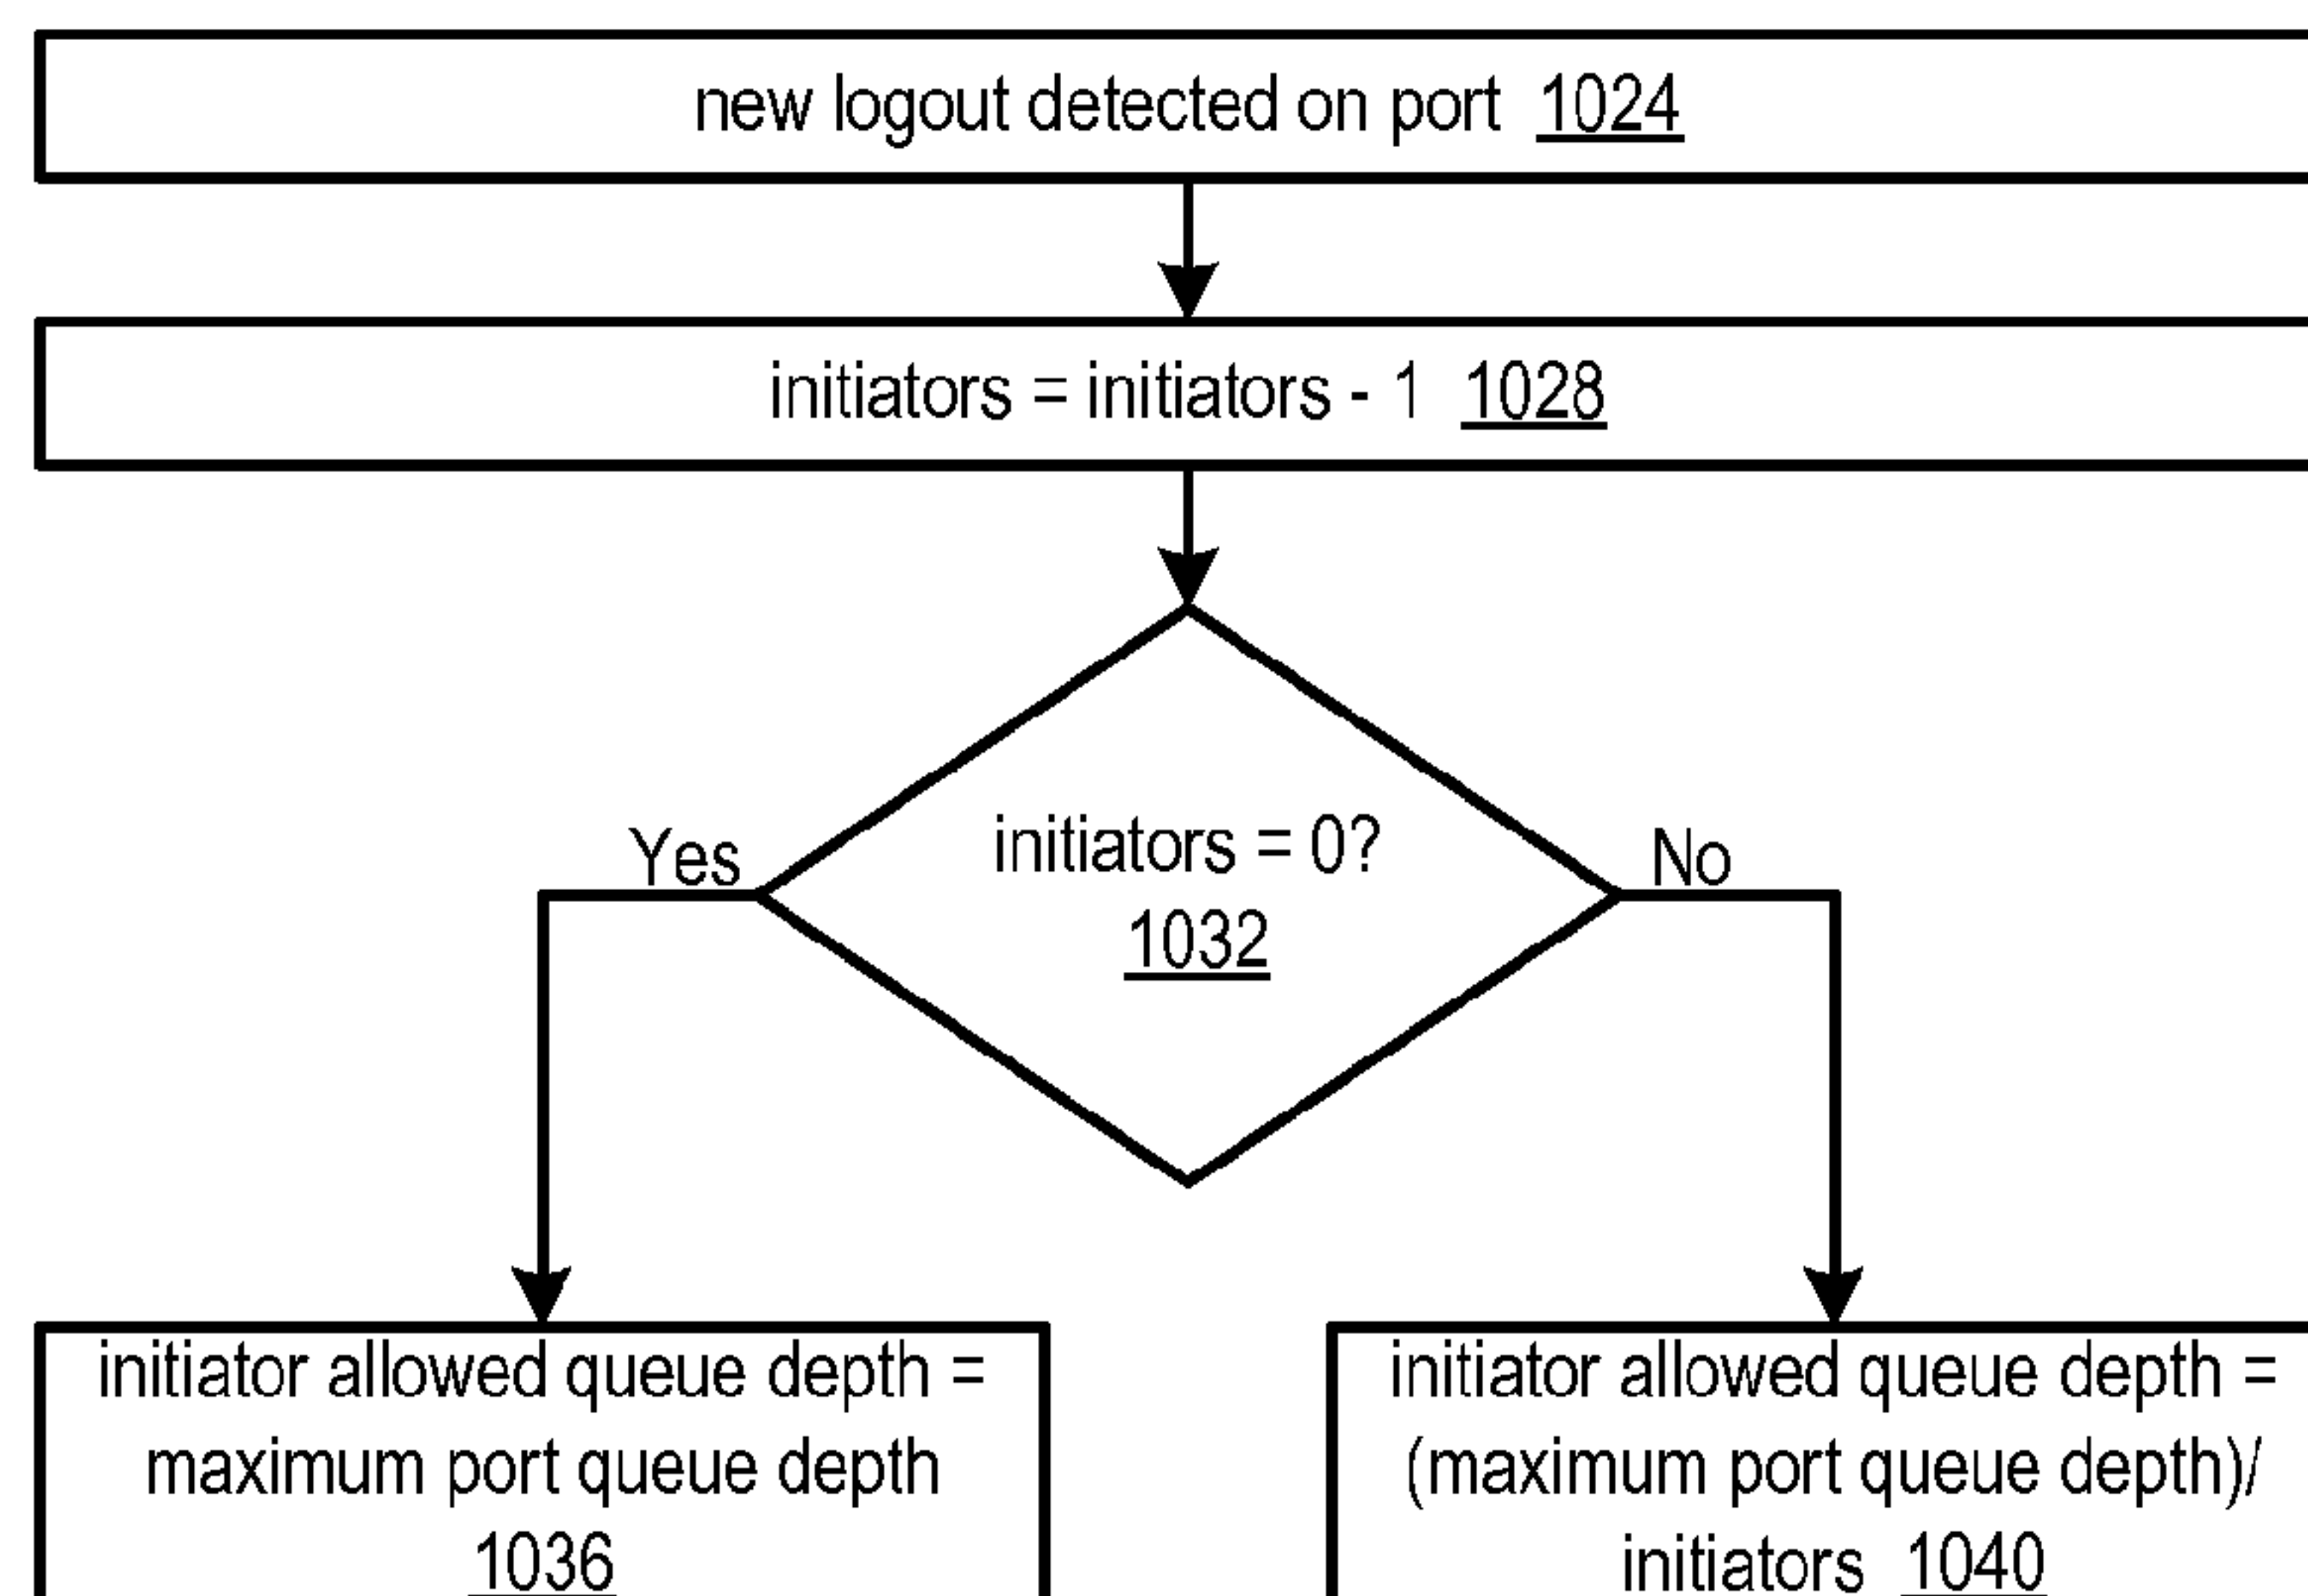 new logout detected on port 1024
initiators = initiators - 1 1028
initiators = 0?
1032
Yes
No
initiator allowed queue depth =
maximum port queue depth
1036
initiator allowed queue depth =
(maximum port queue depth)/
initiators 1040